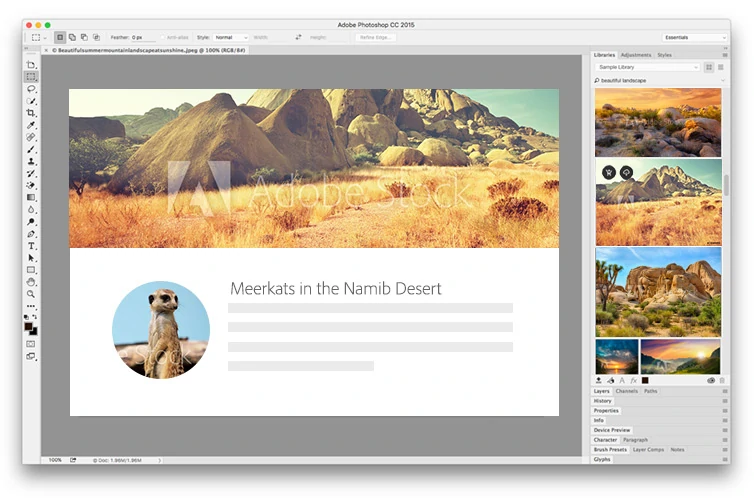 Adobe Photoshop CC 2015
Feather: 0 px
Anti-alias
Style: Normal
Width:
Height:
Refine Edge...
Essentials
× © Beautifulsummermountainlandscapeatsunshine.jpeg @ 100% (RGB/8#)
Libraries Adjustments Styles
Sample Library
beautiful landscape
Adobe Stock
Meerkats in the Namib Desert
Stock
Layers Channels Paths
History
Properties
Info
Device Preview
Character Paragraph
Brush Presets Layer Comps Notes
Glyphs
100%
Doc: 1.96M/1.96M